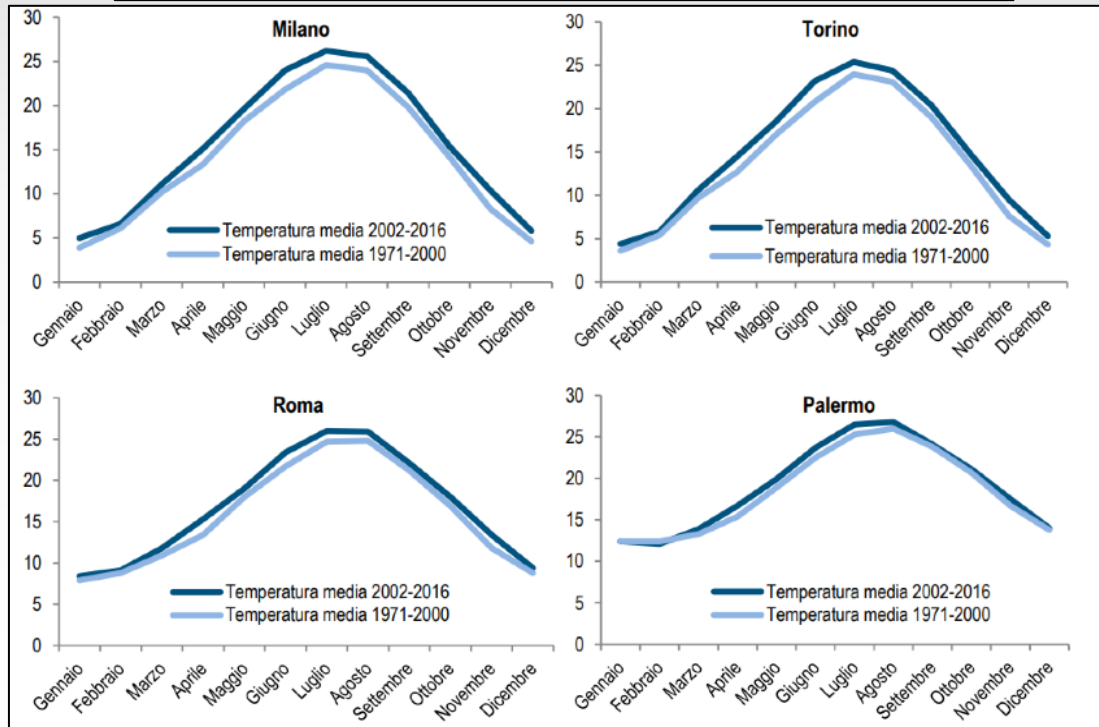 Milano
30
25
20
15
10
5
0
Temperatura media 2002-2016
Temperatura media 1971-2000
Gennaio
Febbraio
Marzo
Aprile
Maggio
Giugno
Luglio
Agosto
Settembre
Ottobre
Novembre
Dicembre
Torino
30
25
20
15
10
5
0
Temperatura media 2002-2016
Temperatura media 1971-2000
Gennaio
Febbraio
Marzo
Aprile
Maggio
Giugno
Luglio
Agosto
Settembre
Ottobre
Novembre
Dicembre
Roma
30
25
20
15
10
5
0
Temperatura media 2002-2016
Temperatura media 1971-2000
Gennaio
Febbraio
Marzo
Aprile
Maggio
Giugno
Luglio
Agosto
Settembre
Ottobre
Novembre
Dicembre
Palermo
30
25
20
15
10
5
0
Temperatura media 2002-2016
Temperatura media 1971-2000
Gennaio
Febbraio
Marzo
Aprile
Maggio
Giugno
Luglio
Agosto
Settembre
Ottobre
Novembre
Dicembre